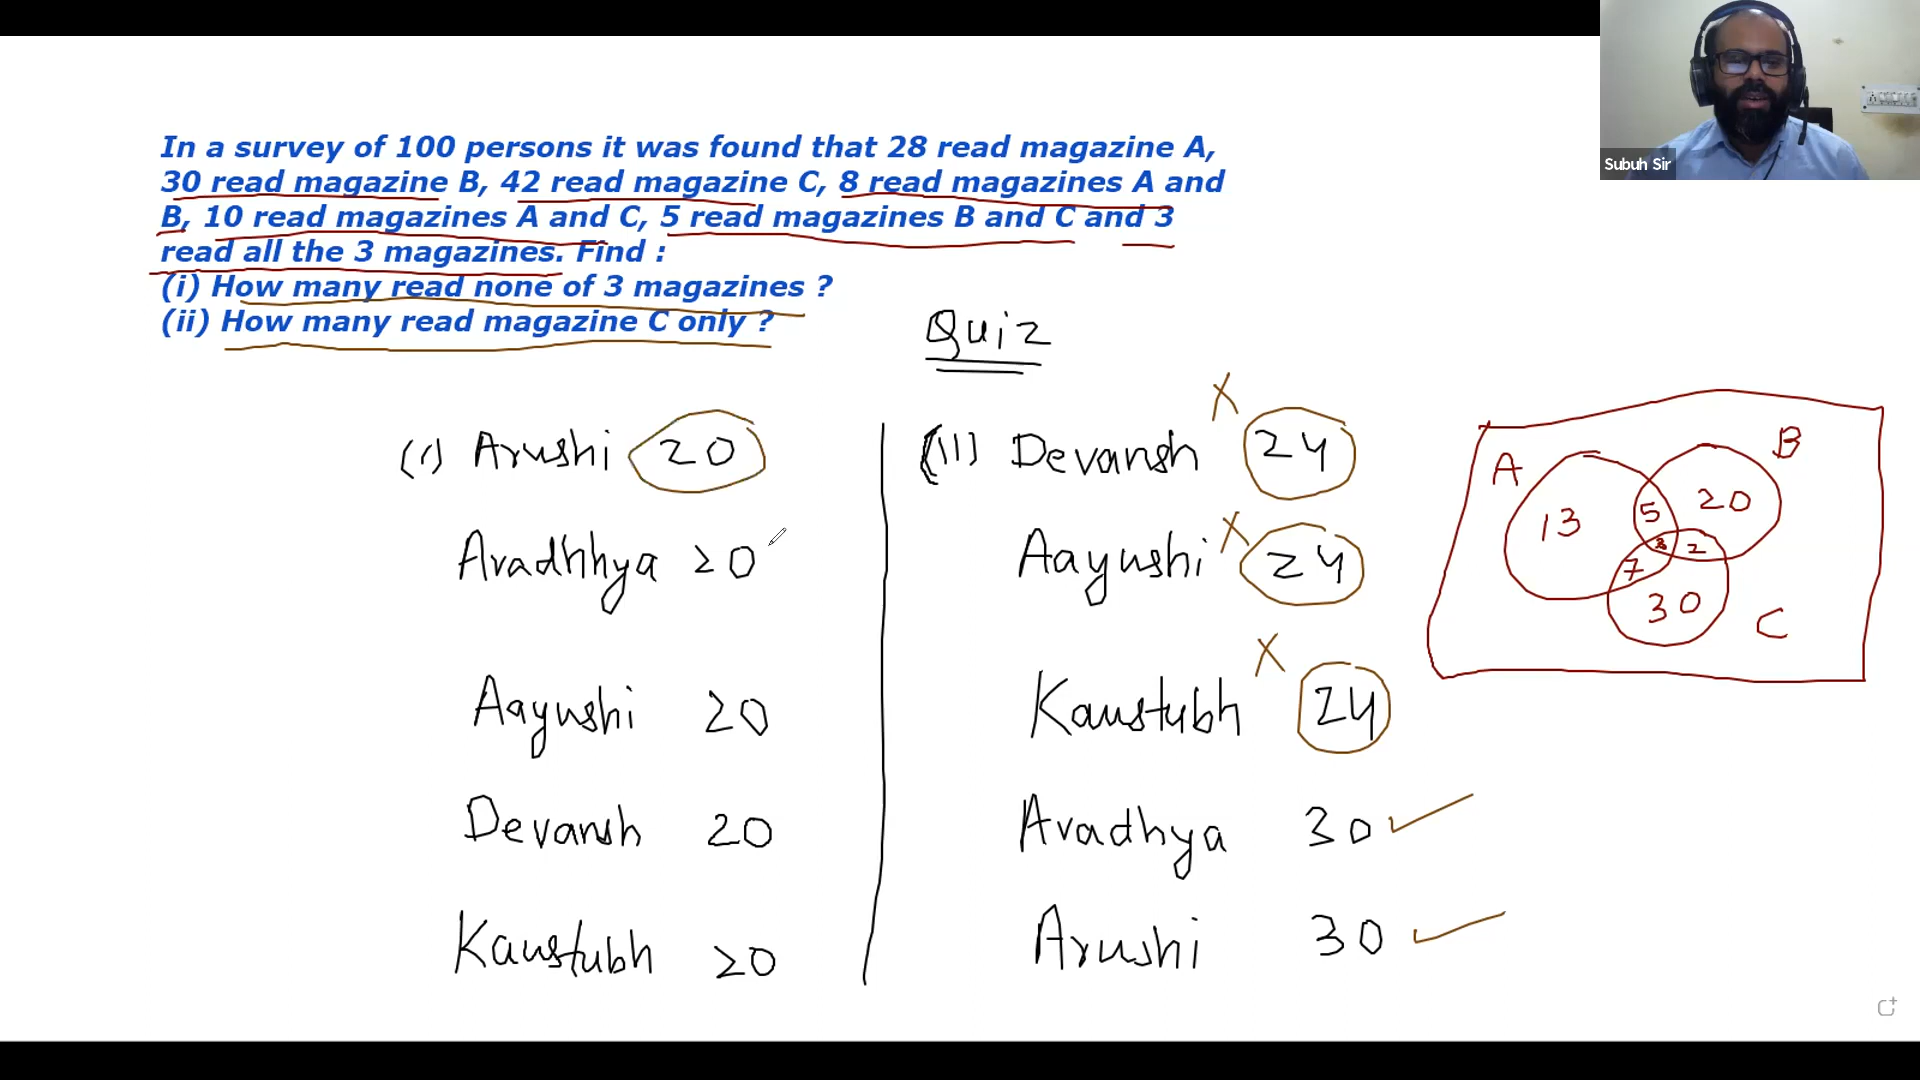 Subuh Sir
In a survey of 100 persons it was found that 28 read magazine A,
30 read magazine B, 42 read magazine C, 8 read magazines A and
B, 10 read magazines A and C, 5 read magazines B and C and 3
read all the 3 magazines. Find :
(i) How many read none of 3 magazines ?
(ii) How many read magazine C only ?
Quiz
(i) Arushi 20
Aradhhya 20
Aayushi 20
Devansh 20
Kaustubh 20
(II) Devansh 24 X
Aayushi X 24
Kaustubh X 24
Aradhya 30
Arushi 30
A B
13 5 20
3 2
7
30 C